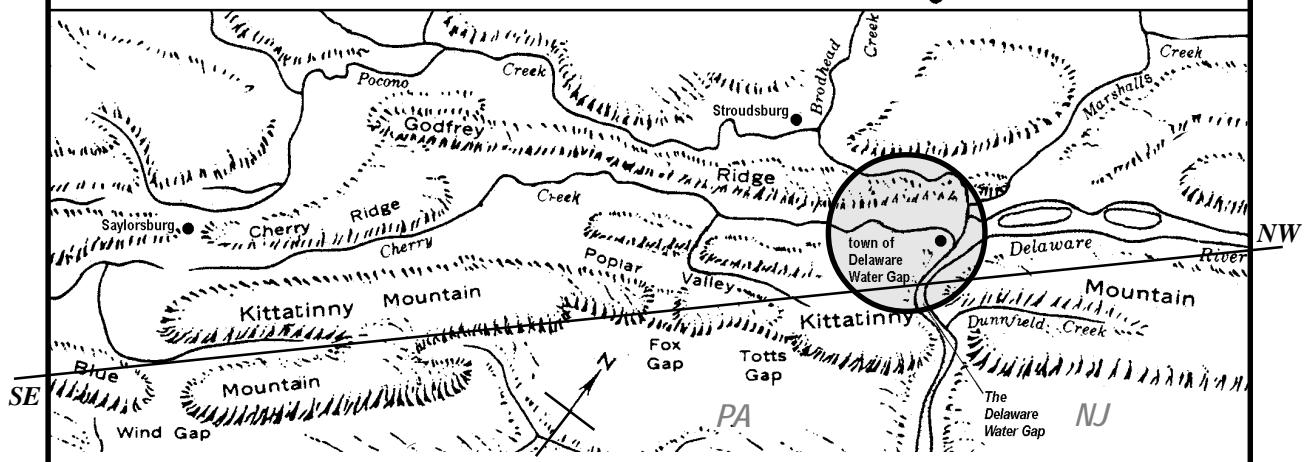 Creek
Creek
Brodhead
Pocono
Creek
Marshalls
Stroudsburg
Godfrey
Ridge
Creek
Ridge
Saylorsburg
Cherry
Cherry
town of
Delaware
Water Gap
Delaware
River
NW
Poplar
Valley
Kittatinny
Mountain
Mountain
Kittatinny
Dunnfield Creek
Fox
Gap
Totts
Gap
SE
Blue
Mountain
N
Wind Gap
PA
The
Delaware
Water Gap
NJ